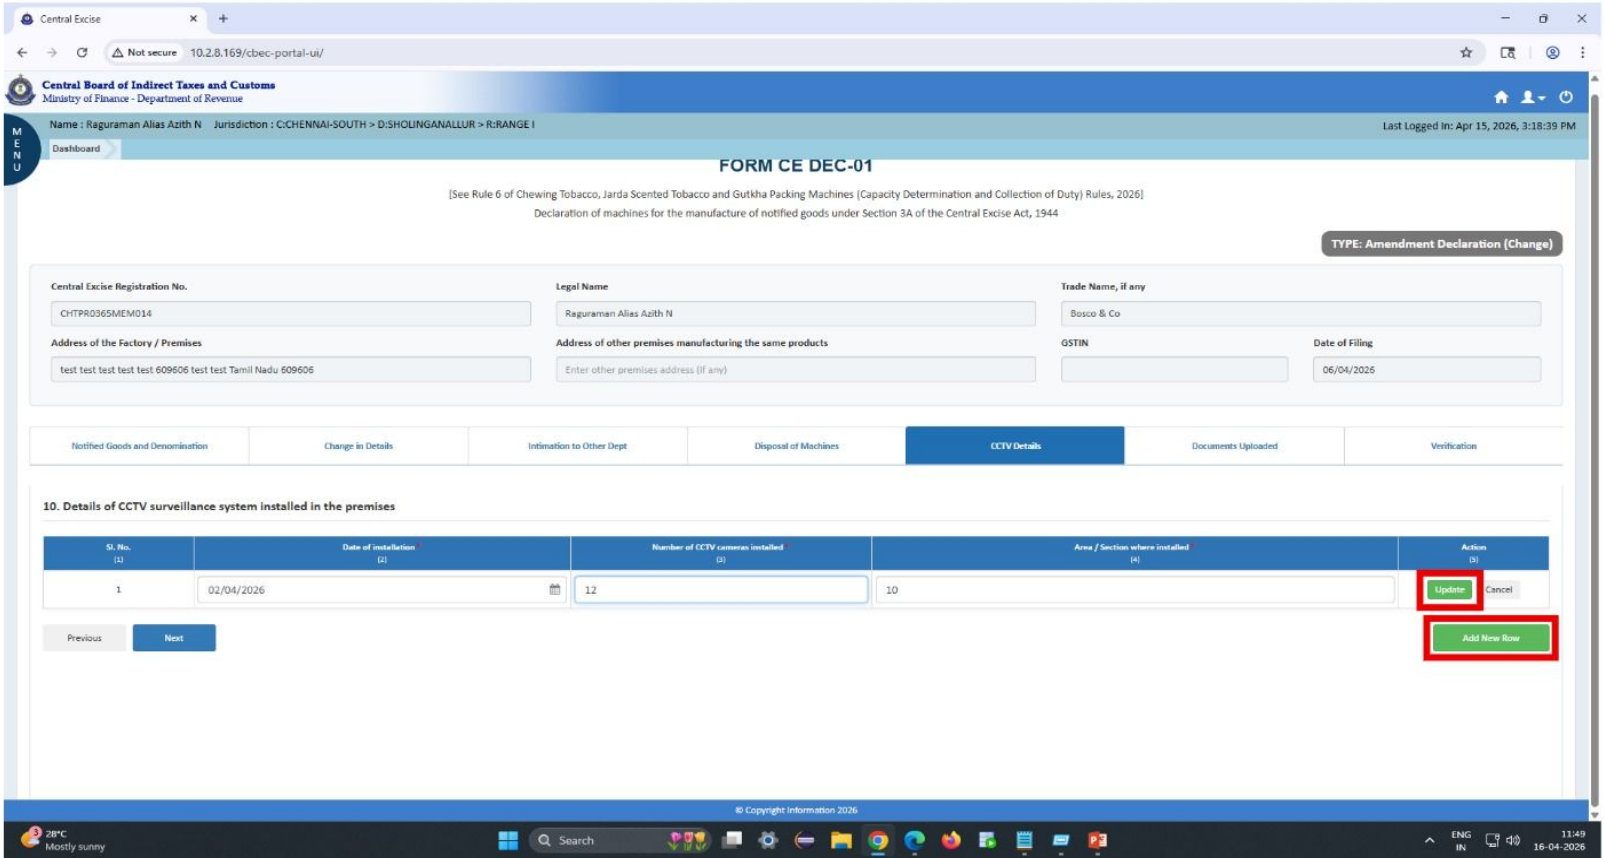 Central Excise
Not secure 10.2.8.169/cbec-portal-ui/
Central Board of Indirect Taxes and Customs
Ministry of Finance - Department of Revenue
MENU
Name : Raguraman Alias Azith N Jurisdiction : C:CHENNAI-SOUTH > D:SHOLINGANALLUR > R:RANGE I
Last Logged In: Apr 15, 2026, 3:18:39 PM
Dashboard
FORM CE DEC-01
[See Rule 6 of Chewing Tobacco, Jarda Scented Tobacco and Gutkha Packing Machines (Capacity Determination and Collection of Duty) Rules, 2026]
Declaration of machines for the manufacture of notified goods under Section 3A of the Central Excise Act, 1944
TYPE: Amendment Declaration (Change)
Central Excise Registration No. Legal Name Trade Name, if any
CHTPR0365MEM014 Raguraman Alias Azith N Bosco & Co
Address of the Factory / Premises Address of other premises manufacturing the same products GSTIN Date of Filing
test test test test test 609606 test test Tamil Nadu 609606 Enter other premises address (if any) 06/04/2026
Notified Goods and Denomination Change in Details Intimation to Other Dept Disposal of Machines CCTV Details Documents Uploaded Verification
10. Details of CCTV surveillance system installed in the premises
Sl. No. Date of installation * Number of CCTV cameras installed * Area / Section where installed * Action
(1) (2) (3) (4) (5)
1 02/04/2026 12 10 Update Cancel
Previous Next Add New Row
© Copyright Information 2026
3
28°C
Mostly sunny
Search
ENG
IN
11:49
16-04-2026